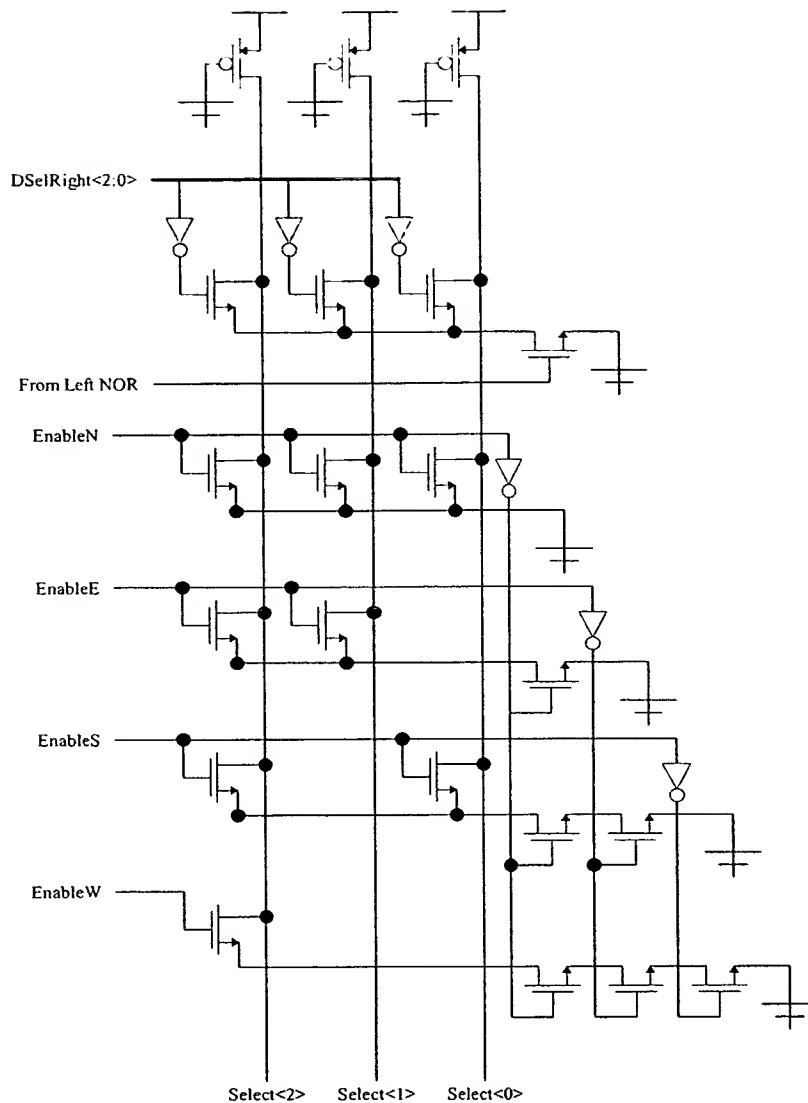 DSelRight<2:0>
From Left NOR
EnableN
EnableE
EnableS
EnableW
Select<2> Select<1> Select<0>